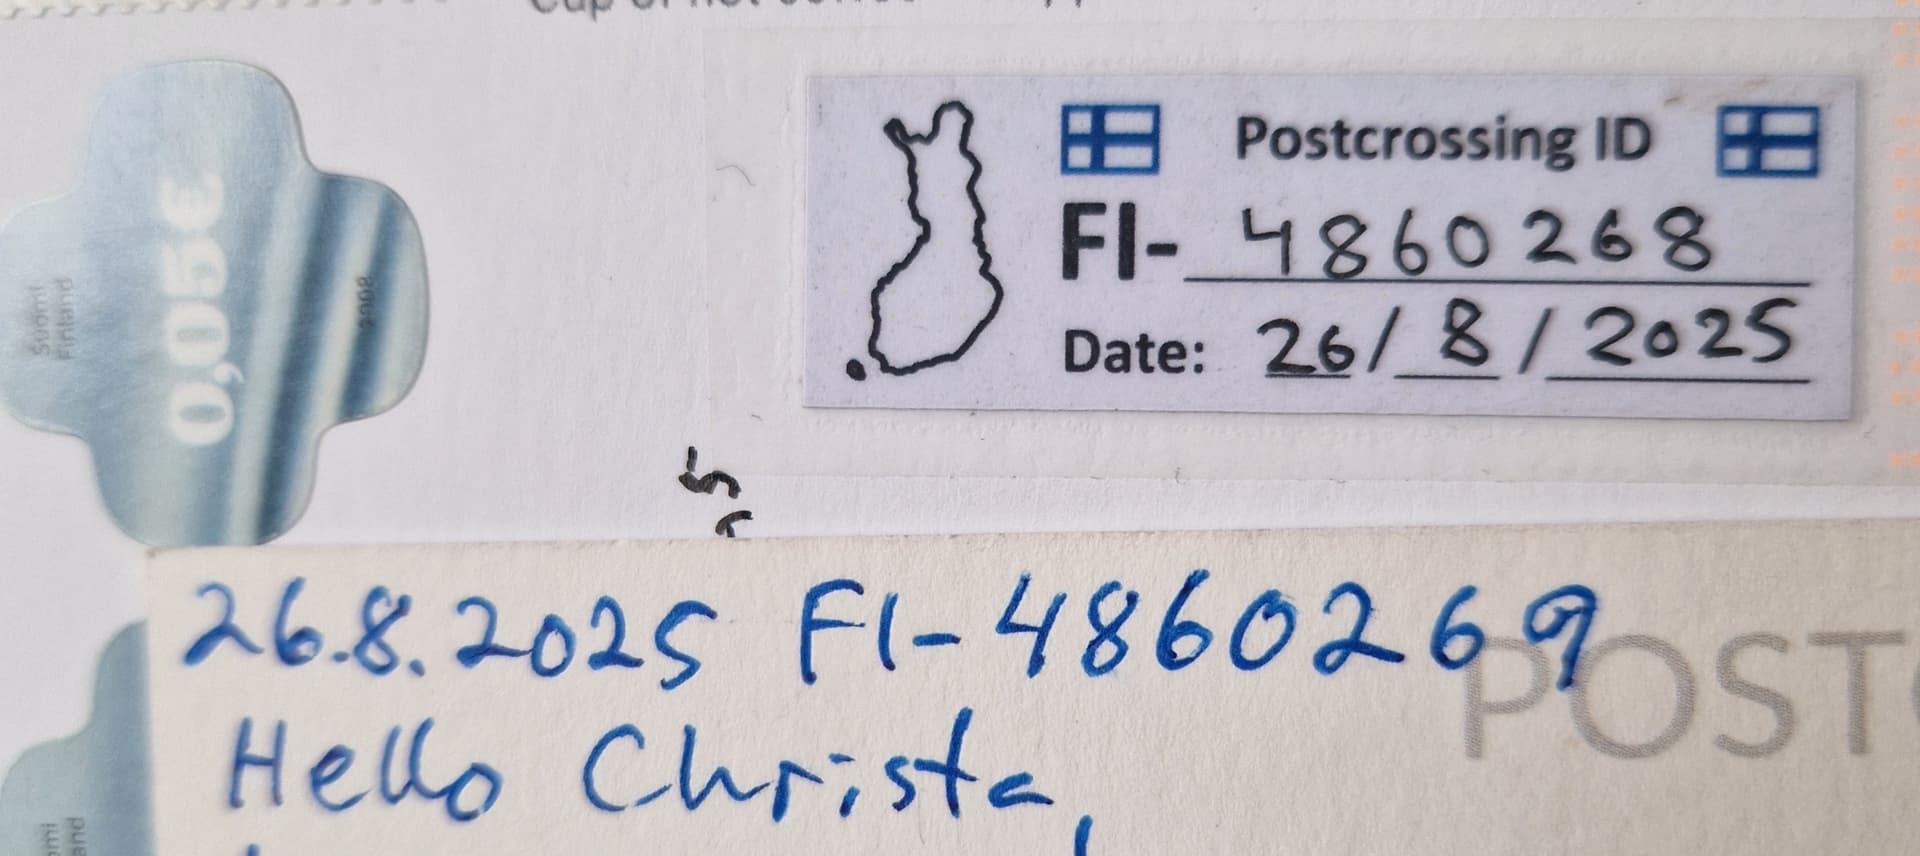 Postcrossing ID
FI- 4860268
Date: 26/8/2025
0,05€
Suomi
Finland
2008
26.8.2025 FI-4860269
POST
Hello Christa,